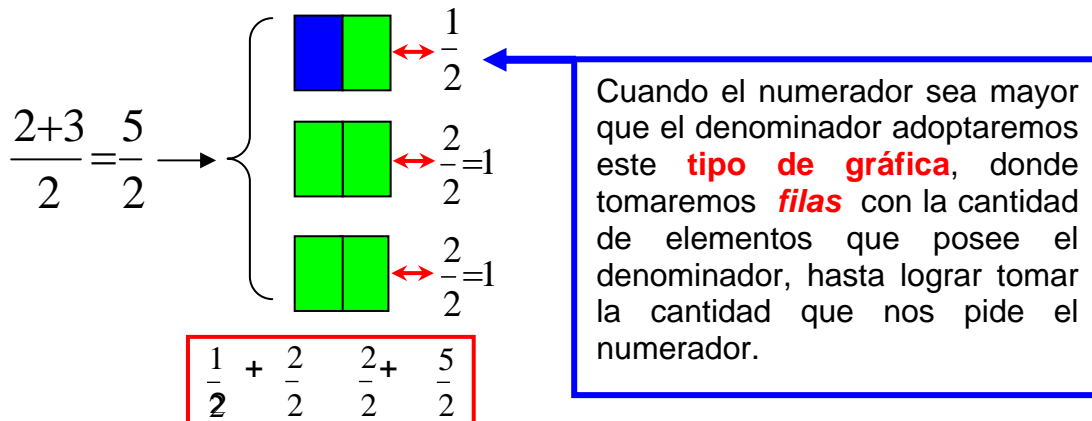 1/2
2+3/2 = 5/2
2/2 = 1
2/2 = 1
1/2 + 2/2 2/2 + 5/2
Cuando el numerador sea mayor
que el denominador adoptaremos
este tipo de gráfica, donde
tomaremos filas con la cantidad
de elementos que posee el
denominador, hasta lograr tomar
la cantidad que nos pide el
numerador.